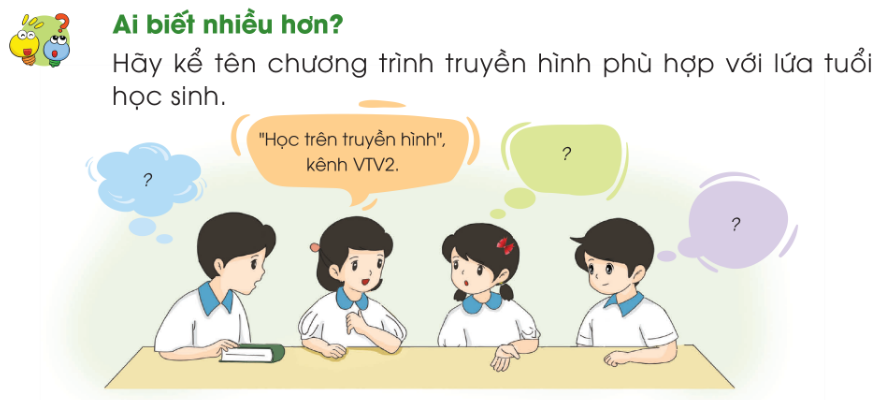 Ai biết nhiều hơn?
Hãy kể tên chương trình truyền hình phù hợp với lứa tuổi
học sinh.
?
"Học trên truyền hình",
kênh VTV2.
?
?
?